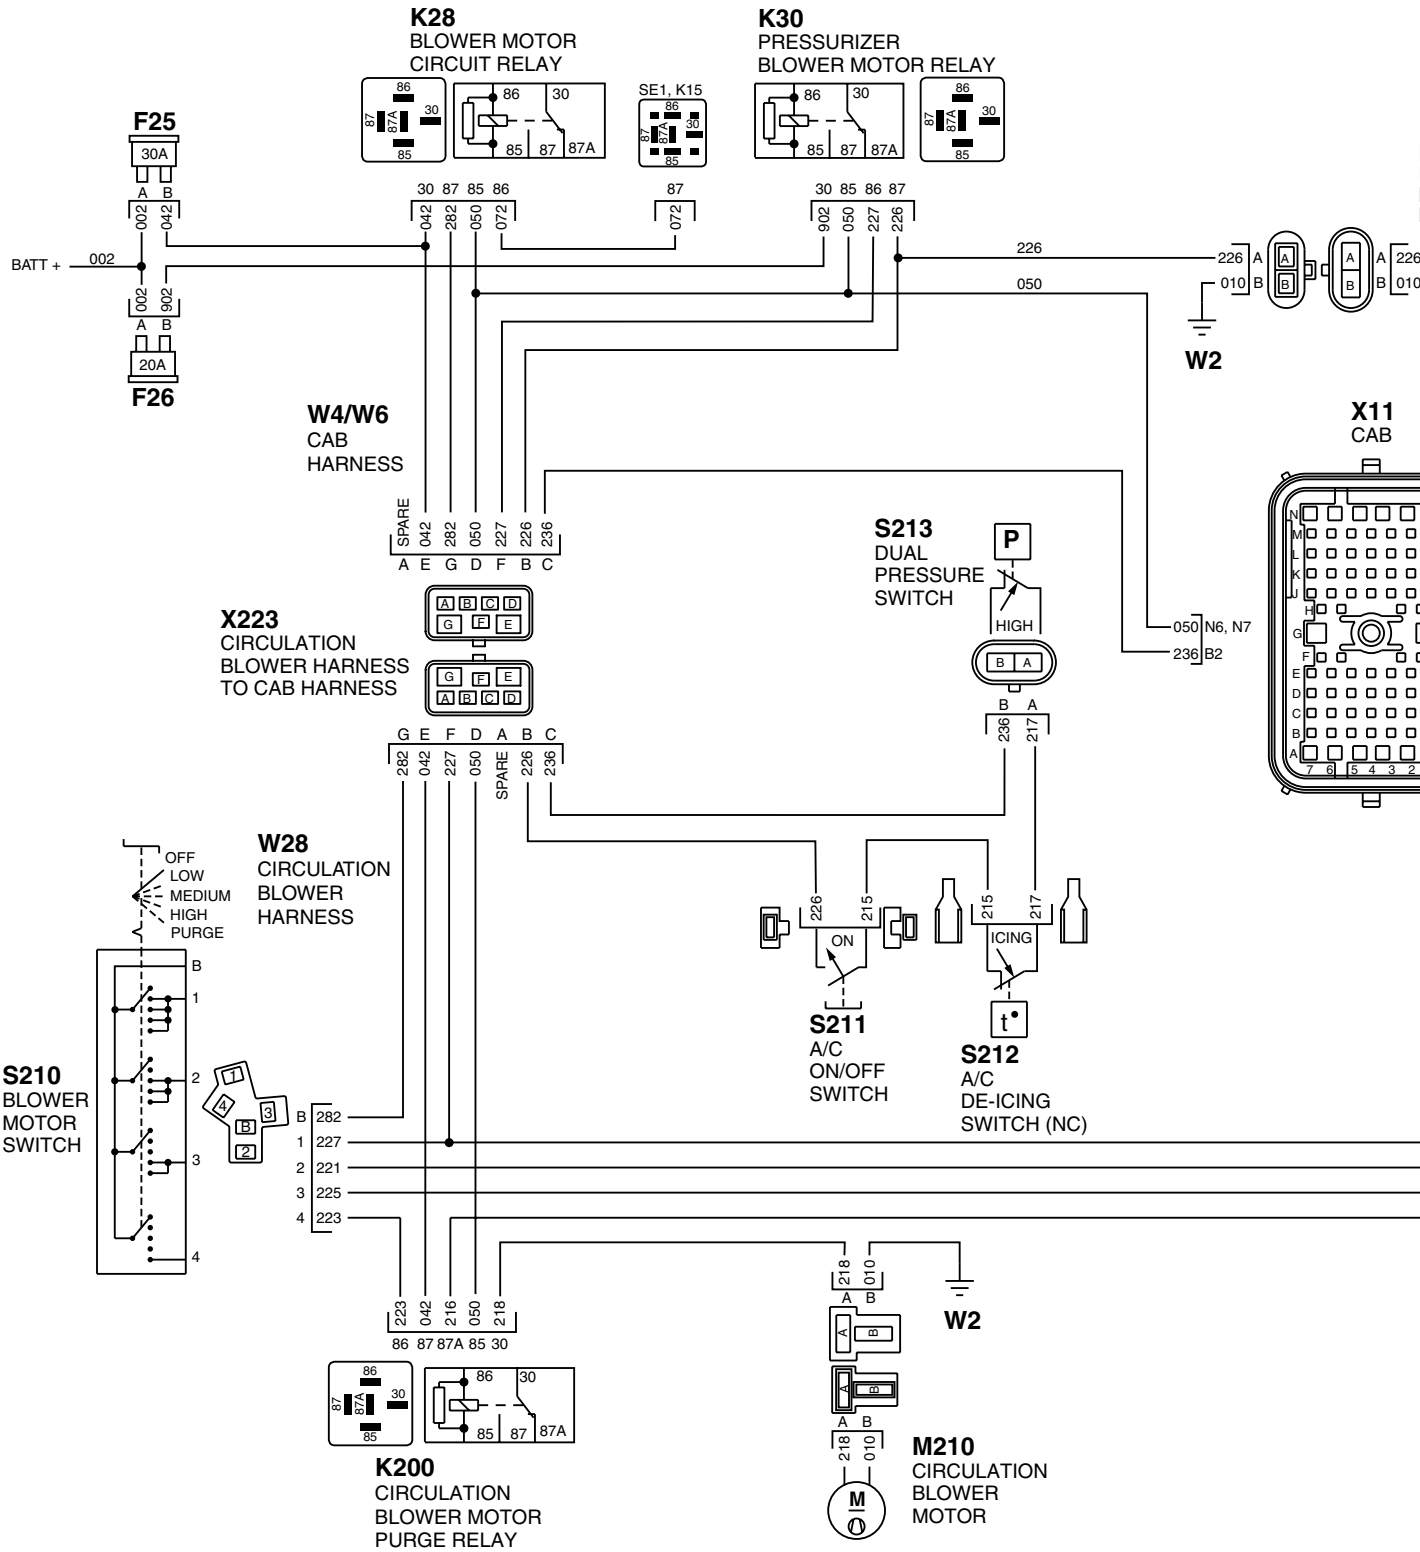 K28
BLOWER MOTOR
CIRCUIT RELAY
K30
PRESSURIZER
BLOWER MOTOR RELAY
86
87
87A
30
85
86
30
85
87
87A
SE1, K15
86
87
87A
30
85
86
30
85
87
87A
86
87
87A
30
85
F25
30A
A B
002
042
30 87 85 86
042
282
050
072
87
072
30 85 86 87
902
050
227
226
BATT +
002
002
902
A B
20A
F26
226
050
226 A
010 B
A
B
A
B
A 226
B 010
W2
W4/W6
CAB
HARNESS
SPARE
042
282
050
227
226
236
A E G D F B C
X11
CAB
N
M
L
K
J
H
G
F
E
D
C
B
A
7 6 5 4 3 2
S213
DUAL
PRESSURE
SWITCH
P
HIGH
B A
B A
236
217
050 N6, N7
236 B2
X223
CIRCULATION
BLOWER HARNESS
TO CAB HARNESS
A B C D
G F E
G F E
A B C D
G E F D A B C
282
042
227
050
SPARE
226
236
W28
CIRCULATION
BLOWER
HARNESS
OFF
LOW
MEDIUM
HIGH
PURGE
B
1
2
3
4
S210
BLOWER
MOTOR
SWITCH
1
4
3
B
2
B 282
1 227
2 221
3 225
4 223
226
215
ON
S211
A/C
ON/OFF
SWITCH
215
217
ICING
t°
S212
A/C
DE-ICING
SWITCH (NC)
223
042
216
050
218
86 87 87A 85 30
86
87
87A
30
85
86
30
85
87
87A
K200
CIRCULATION
BLOWER MOTOR
PURGE RELAY
218
010
A B
W2
A
B
A
B
A B
218
010
M
M210
CIRCULATION
BLOWER
MOTOR